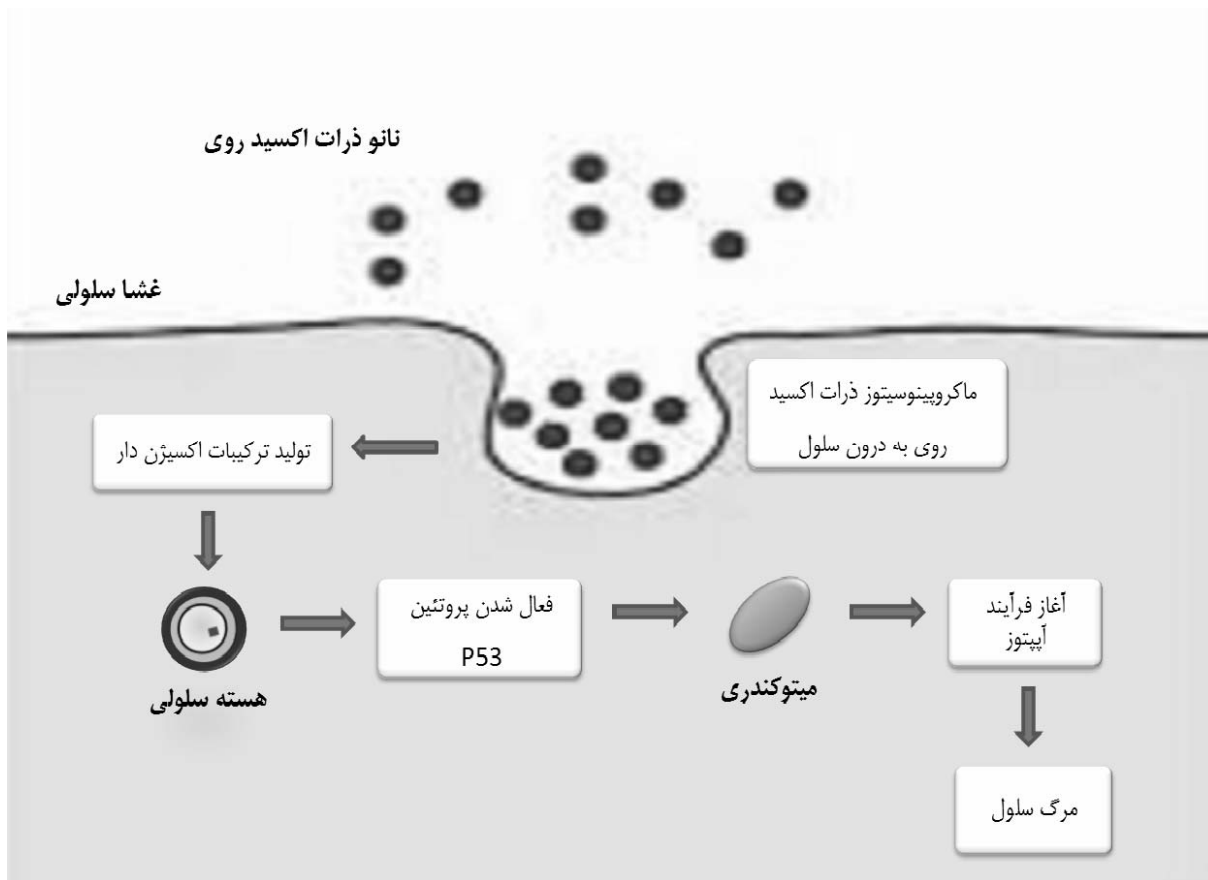 نانو ذرات اکسید روی
غشا سلولی
ماکروپینوسیتوز ذرات اکسید
روی به درون سلول
تولید ترکیبات اکسیژن دار
هسته سلولی
فعال شدن پروتئین
P53
میتوکندری
آغاز فرآیند
آپپتوز
مرگ سلول